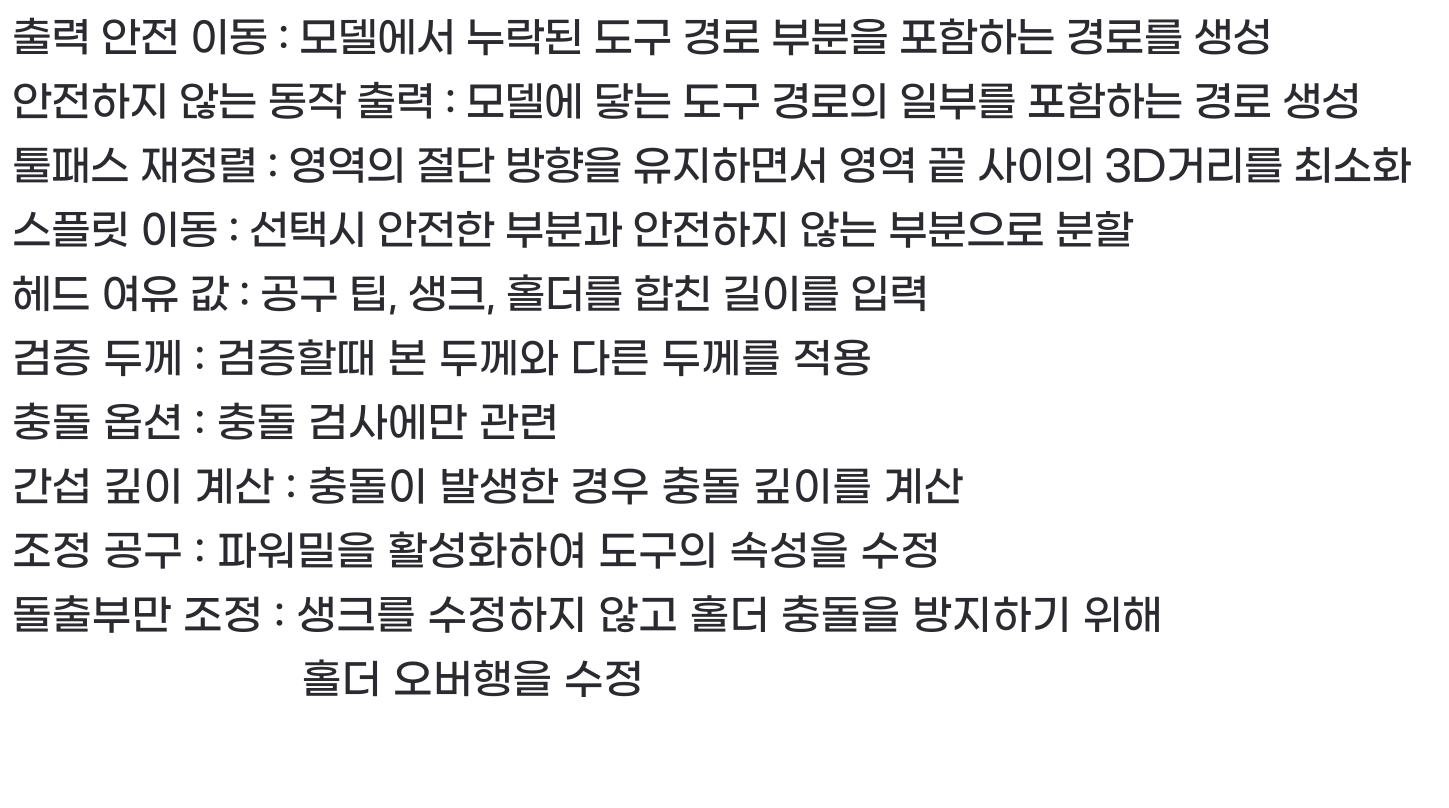 출력 안전 이동 : 모델에서 누락된 도구 경로 부분을 포함하는 경로를 생성
안전하지 않는 동작 출력 : 모델에 닿는 도구 경로의 일부를 포함하는 경로 생성
툴패스 재정렬 : 영역의 절단 방향을 유지하면서 영역 끝 사이의 3D거리를 최소화
스플릿 이동 : 선택시 안전한 부분과 안전하지 않는 부분으로 분할
헤드 여유 값 : 공구 팁, 생크, 홀더를 합친 길이를 입력
검증 두께 : 검증할때 본 두께와 다른 두께를 적용
충돌 옵션 : 충돌 검사에만 관련
간섭 깊이 계산 : 충돌이 발생한 경우 충돌 깊이를 계산
조정 공구 : 파워밀을 활성화하여 도구의 속성을 수정
돌출부만 조정 : 생크를 수정하지 않고 홀더 충돌을 방지하기 위해
홀더 오버행을 수정